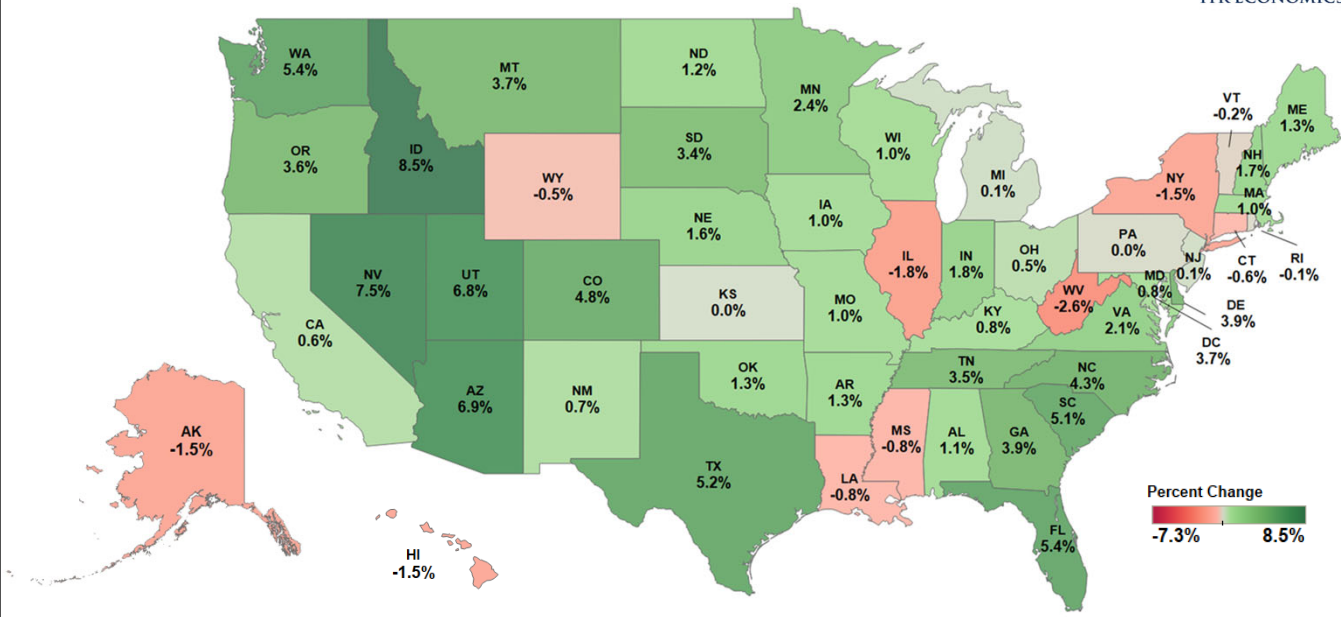 ITR ECONOMICS
WA
5.4%
MT
3.7%
ND
1.2%
MN
2.4%
OR
3.6%
ID
8.5%
WY
-0.5%
SD
3.4%
WI
1.0%
MI
0.1%
VT
-0.2%
ME
1.3%
NH
1.7%
NY
-1.5%
MA
1.0%
NE
1.6%
IA
1.0%
PA
0.0%
NJ
0.1%
CT
-0.6%
RI
-0.1%
NV
7.5%
UT
6.8%
CO
4.8%
KS
0.0%
MO
1.0%
IL
-1.8%
IN
1.8%
OH
0.5%
WV
-2.6%
MD
0.8%
DE
3.9%
DC
3.7%
VA
2.1%
KY
0.8%
CA
0.6%
AZ
6.9%
NM
0.7%
OK
1.3%
AR
1.3%
TN
3.5%
NC
4.3%
SC
5.1%
AK
-1.5%
HI
-1.5%
TX
5.2%
LA
-0.8%
MS
-0.8%
AL
1.1%
GA
3.9%
FL
5.4%
Percent Change
-7.3% 8.5%